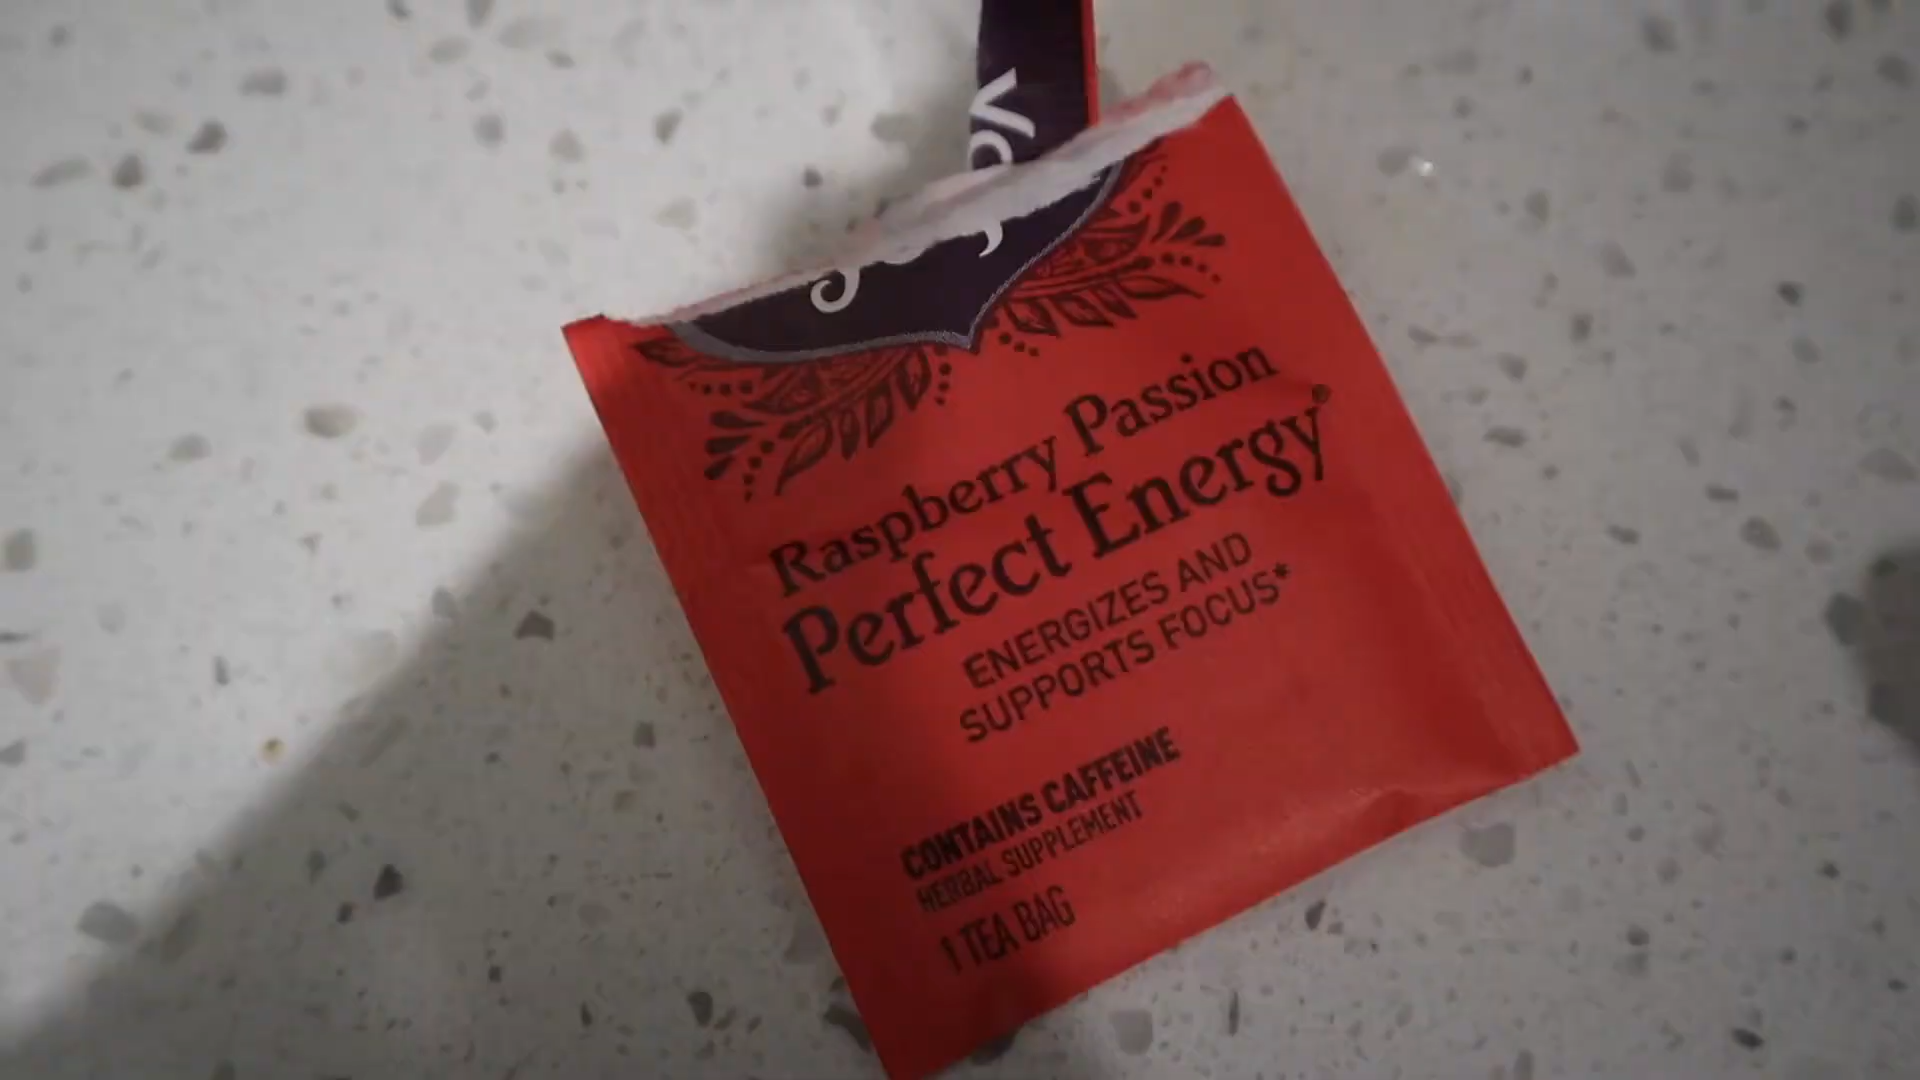 Raspberry Passion
Perfect Energy®
ENERGIZES AND
SUPPORTS FOCUS*
CONTAINS CAFFEINE
HERBAL SUPPLEMENT
1 TEA BAG